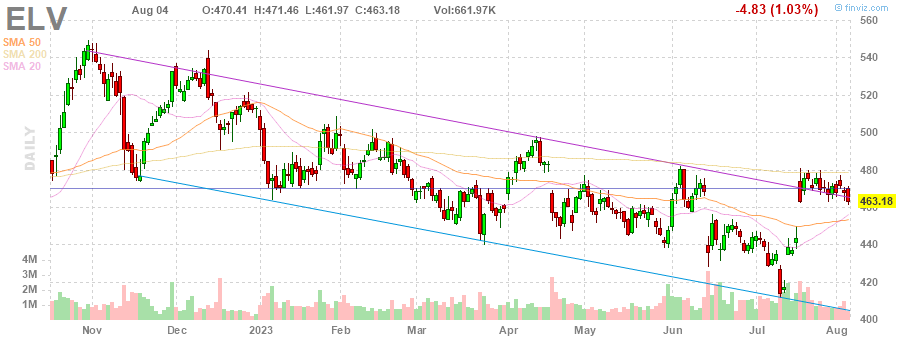 ELV Aug 04 O:470.41 H:471.46 L:461.97 C:463.18 Vol:661.97K -4.83 (1.03%) © finviz.com
SMA 50
SMA 200
SMA 20
DAILY
560
540
520
500
480
463.18
460
440
420
400
4M
3M
2M
1M
Nov Dec 2023 Feb Mar Apr May Jun Jul Aug